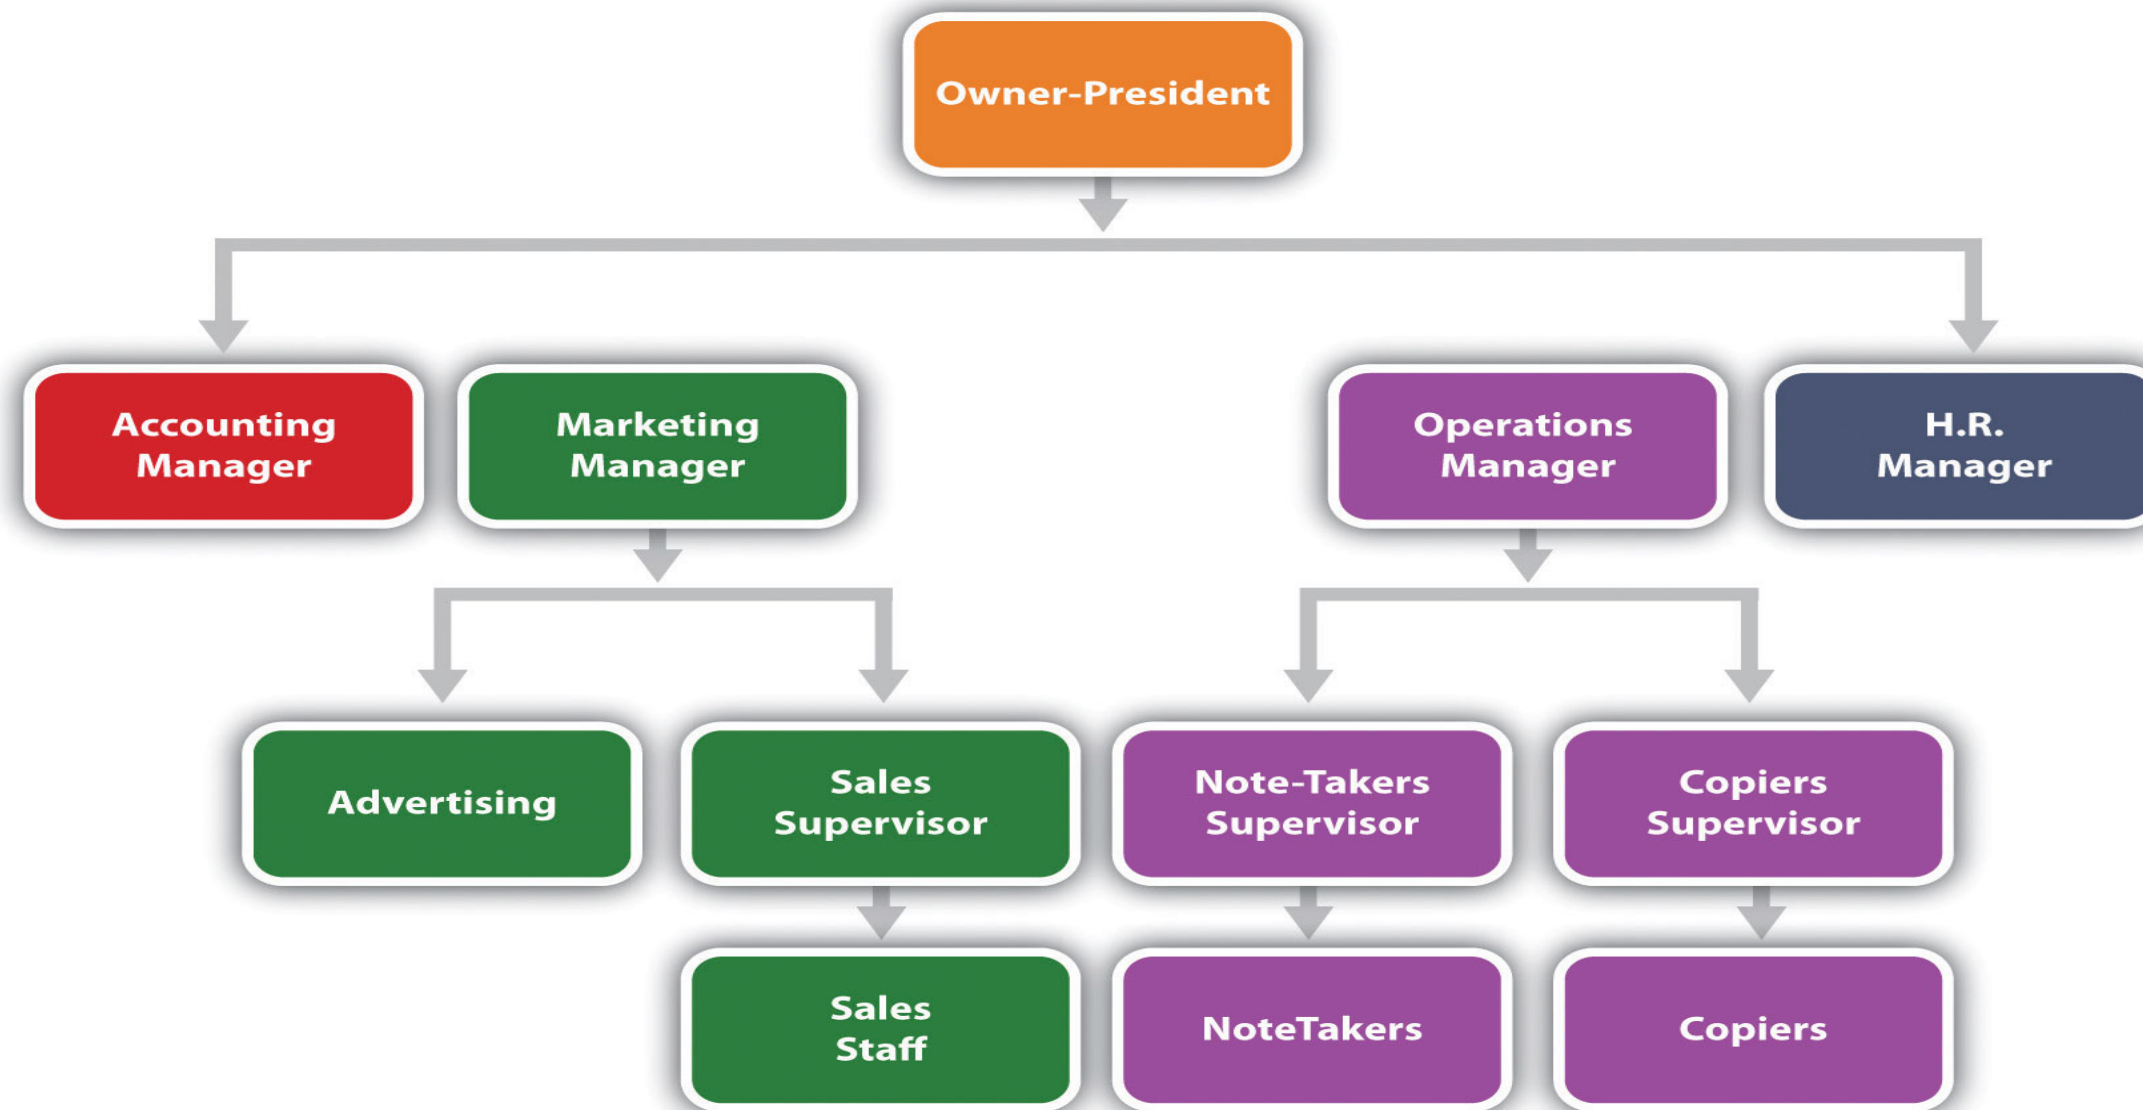 Owner-President
Accounting
Manager
Marketing
Manager
Operations
Manager
H.R.
Manager
Advertising
Sales
Supervisor
Note-Takers
Supervisor
Copiers
Supervisor
Sales
Staff
NoteTakers
Copiers